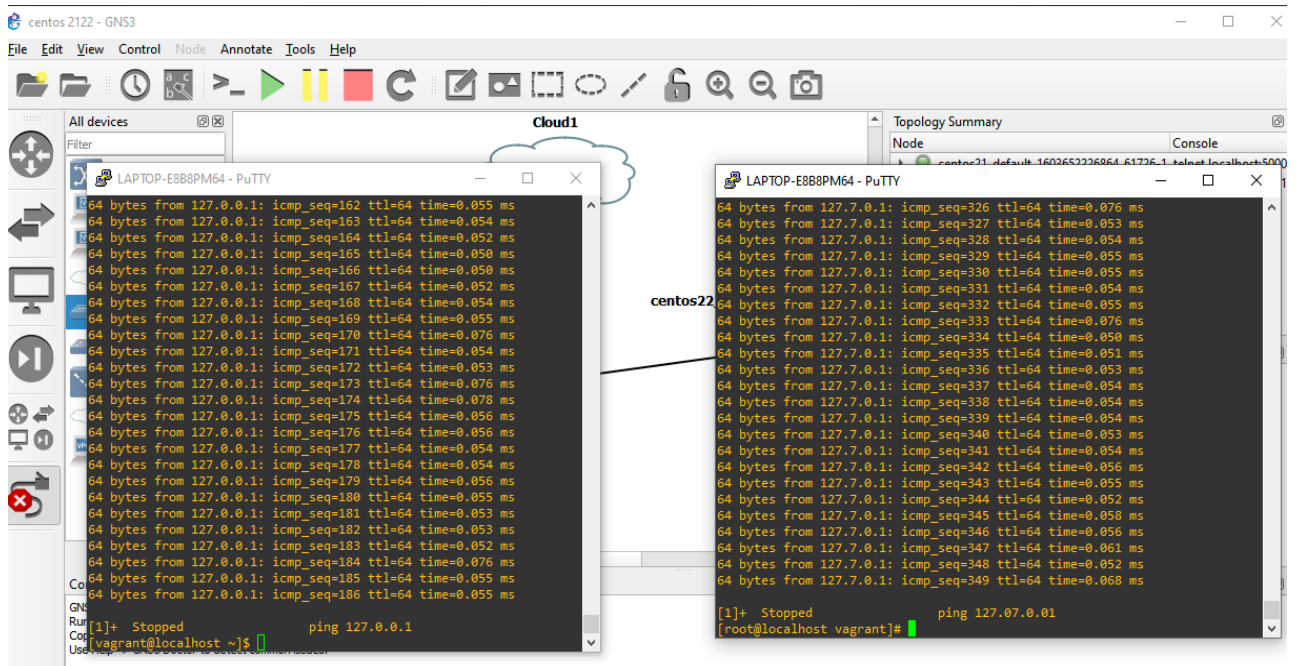 centos 2122 - GNS3
File Edit View Control Node Annotate Tools Help
All devices
Filter
Cloud1
Topology Summary
Node Console
centos21_default_1603652226864_61726-1 telnet localhost:5000
centos22
LAPTOP-E8B8PM64 - PuTTY
64 bytes from 127.0.0.1: icmp_seq=162 ttl=64 time=0.055 ms
64 bytes from 127.0.0.1: icmp_seq=163 ttl=64 time=0.054 ms
64 bytes from 127.0.0.1: icmp_seq=164 ttl=64 time=0.052 ms
64 bytes from 127.0.0.1: icmp_seq=165 ttl=64 time=0.050 ms
64 bytes from 127.0.0.1: icmp_seq=166 ttl=64 time=0.050 ms
64 bytes from 127.0.0.1: icmp_seq=167 ttl=64 time=0.052 ms
64 bytes from 127.0.0.1: icmp_seq=168 ttl=64 time=0.054 ms
64 bytes from 127.0.0.1: icmp_seq=169 ttl=64 time=0.055 ms
64 bytes from 127.0.0.1: icmp_seq=170 ttl=64 time=0.076 ms
64 bytes from 127.0.0.1: icmp_seq=171 ttl=64 time=0.054 ms
64 bytes from 127.0.0.1: icmp_seq=172 ttl=64 time=0.053 ms
64 bytes from 127.0.0.1: icmp_seq=173 ttl=64 time=0.076 ms
64 bytes from 127.0.0.1: icmp_seq=174 ttl=64 time=0.078 ms
64 bytes from 127.0.0.1: icmp_seq=175 ttl=64 time=0.056 ms
64 bytes from 127.0.0.1: icmp_seq=176 ttl=64 time=0.056 ms
64 bytes from 127.0.0.1: icmp_seq=177 ttl=64 time=0.054 ms
64 bytes from 127.0.0.1: icmp_seq=178 ttl=64 time=0.054 ms
64 bytes from 127.0.0.1: icmp_seq=179 ttl=64 time=0.056 ms
64 bytes from 127.0.0.1: icmp_seq=180 ttl=64 time=0.055 ms
64 bytes from 127.0.0.1: icmp_seq=181 ttl=64 time=0.053 ms
64 bytes from 127.0.0.1: icmp_seq=182 ttl=64 time=0.053 ms
64 bytes from 127.0.0.1: icmp_seq=183 ttl=64 time=0.052 ms
64 bytes from 127.0.0.1: icmp_seq=184 ttl=64 time=0.076 ms
64 bytes from 127.0.0.1: icmp_seq=185 ttl=64 time=0.055 ms
64 bytes from 127.0.0.1: icmp_seq=186 ttl=64 time=0.055 ms
[1]+ Stopped ping 127.0.0.1
[vagrant@localhost ~]$
LAPTOP-E8B8PM64 - PuTTY
64 bytes from 127.7.0.1: icmp_seq=326 ttl=64 time=0.076 ms
64 bytes from 127.7.0.1: icmp_seq=327 ttl=64 time=0.053 ms
64 bytes from 127.7.0.1: icmp_seq=328 ttl=64 time=0.054 ms
64 bytes from 127.7.0.1: icmp_seq=329 ttl=64 time=0.055 ms
64 bytes from 127.7.0.1: icmp_seq=330 ttl=64 time=0.055 ms
64 bytes from 127.7.0.1: icmp_seq=331 ttl=64 time=0.054 ms
64 bytes from 127.7.0.1: icmp_seq=332 ttl=64 time=0.055 ms
64 bytes from 127.7.0.1: icmp_seq=333 ttl=64 time=0.076 ms
64 bytes from 127.7.0.1: icmp_seq=334 ttl=64 time=0.050 ms
64 bytes from 127.7.0.1: icmp_seq=335 ttl=64 time=0.051 ms
64 bytes from 127.7.0.1: icmp_seq=336 ttl=64 time=0.053 ms
64 bytes from 127.7.0.1: icmp_seq=337 ttl=64 time=0.054 ms
64 bytes from 127.7.0.1: icmp_seq=338 ttl=64 time=0.054 ms
64 bytes from 127.7.0.1: icmp_seq=339 ttl=64 time=0.054 ms
64 bytes from 127.7.0.1: icmp_seq=340 ttl=64 time=0.053 ms
64 bytes from 127.7.0.1: icmp_seq=341 ttl=64 time=0.054 ms
64 bytes from 127.7.0.1: icmp_seq=342 ttl=64 time=0.056 ms
64 bytes from 127.7.0.1: icmp_seq=343 ttl=64 time=0.055 ms
64 bytes from 127.7.0.1: icmp_seq=344 ttl=64 time=0.052 ms
64 bytes from 127.7.0.1: icmp_seq=345 ttl=64 time=0.058 ms
64 bytes from 127.7.0.1: icmp_seq=346 ttl=64 time=0.056 ms
64 bytes from 127.7.0.1: icmp_seq=347 ttl=64 time=0.061 ms
64 bytes from 127.7.0.1: icmp_seq=348 ttl=64 time=0.052 ms
64 bytes from 127.7.0.1: icmp_seq=349 ttl=64 time=0.068 ms
[1]+ Stopped ping 127.07.0.01
[root@localhost vagrant]#